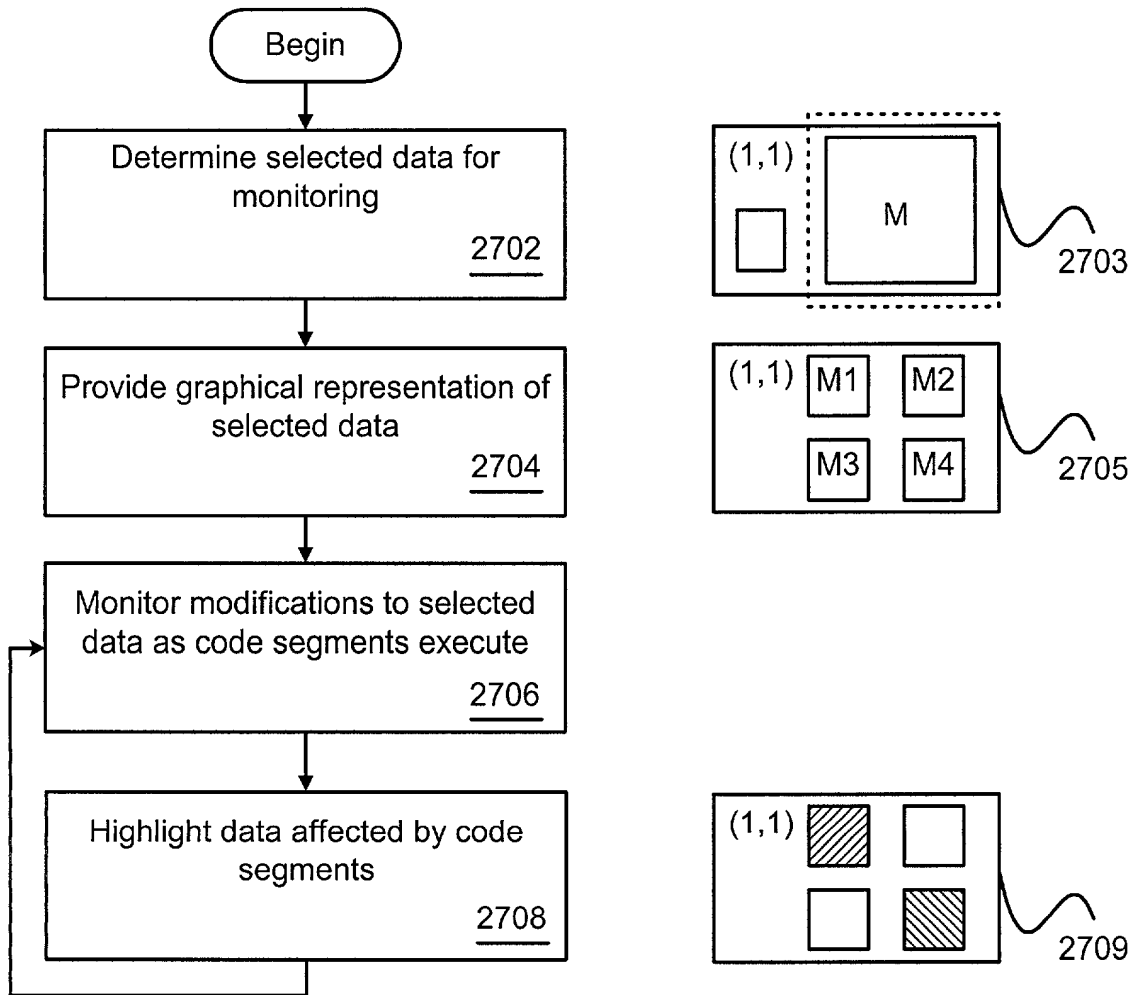 Begin
Determine selected data for
monitoring
2702
(1,1)
M
2703
Provide graphical representation of
selected data
2704
(1,1)
M1
M2
M3
M4
2705
Monitor modifications to selected
data as code segments execute
2706
Highlight data affected by code
segments
2708
(1,1)
2709